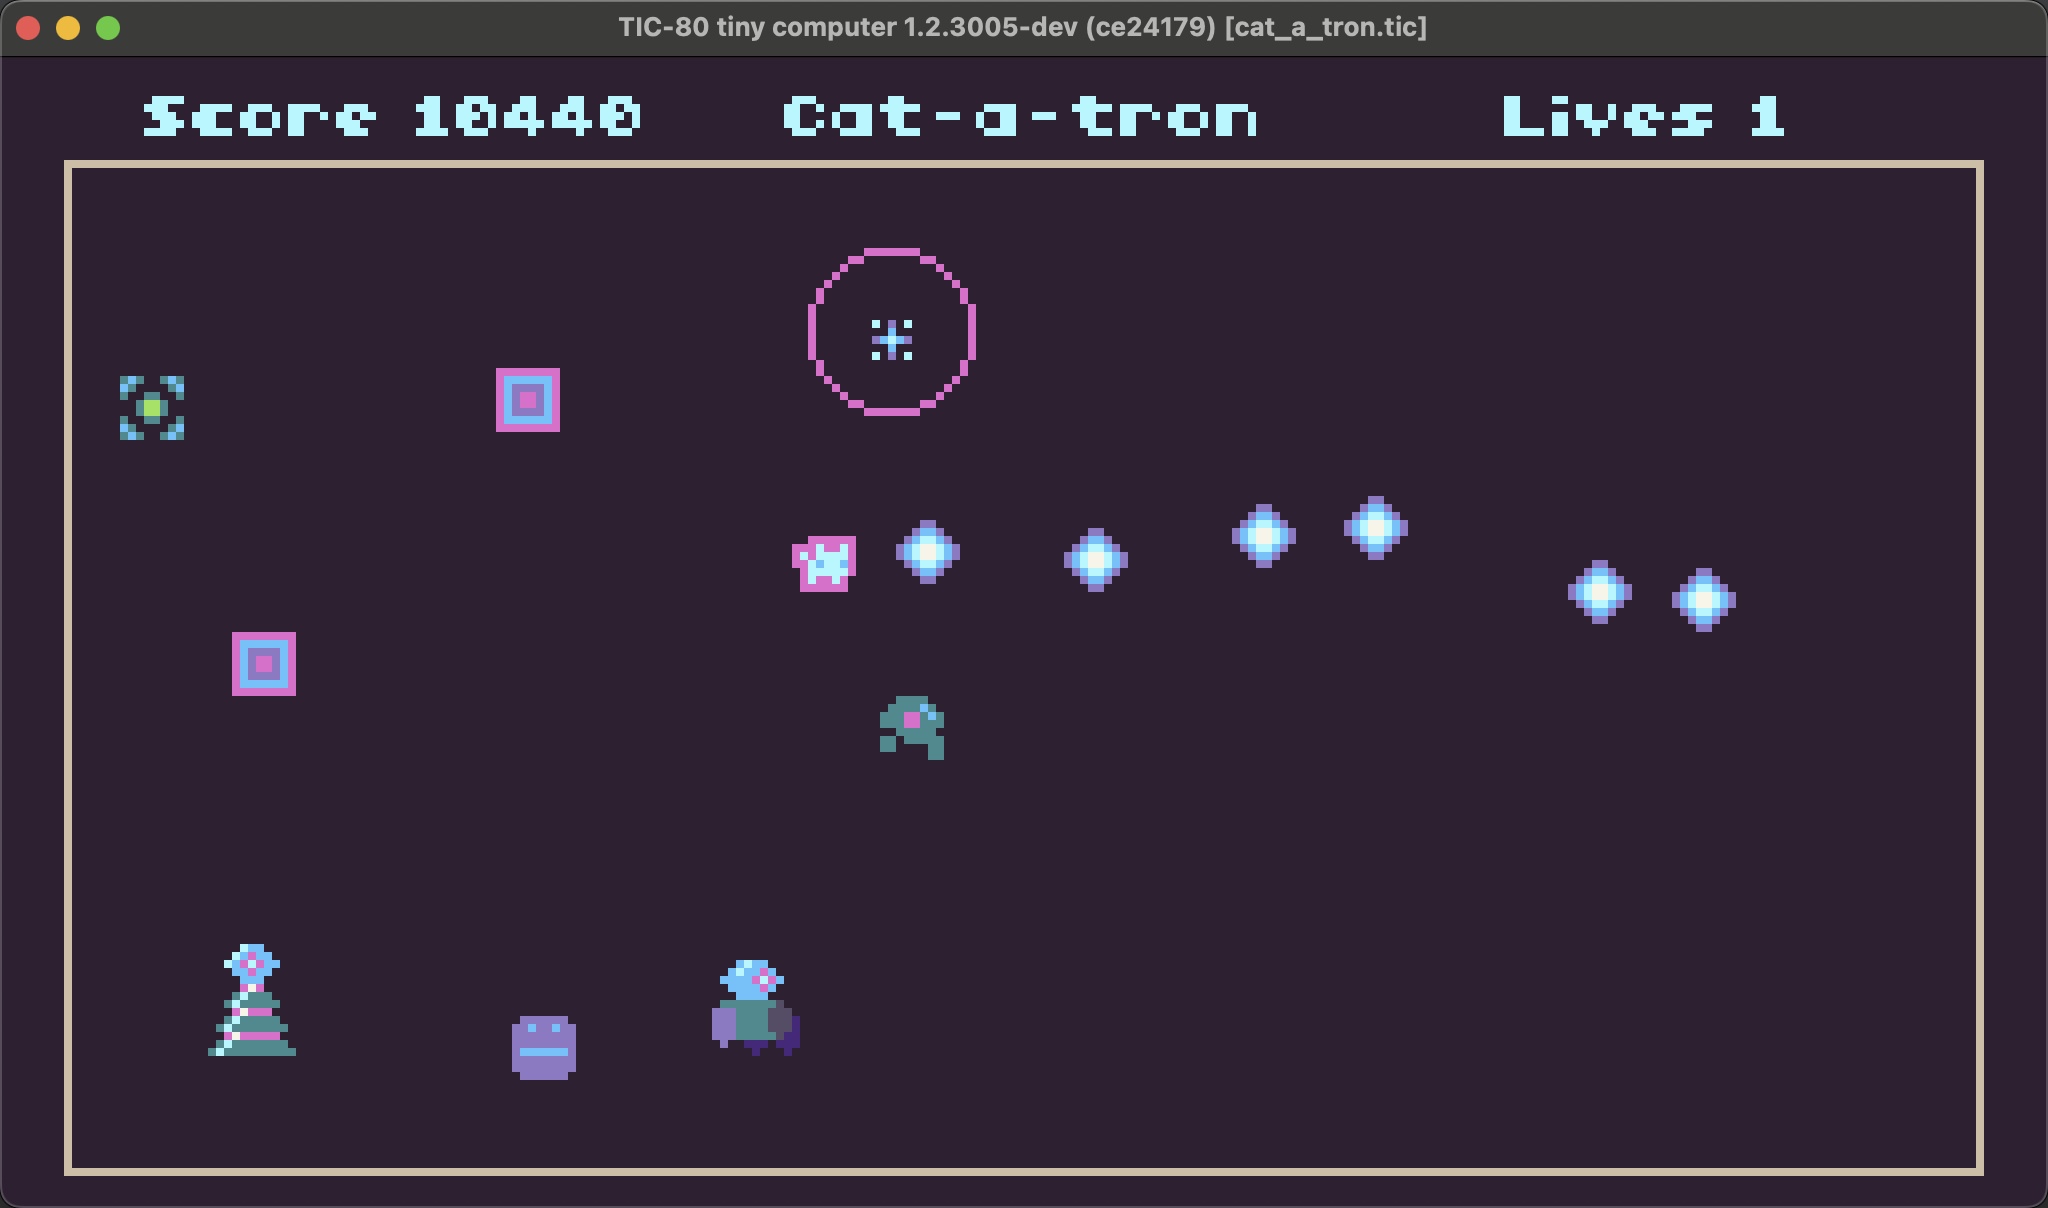 TIC-80 tiny computer 1.2.3005-dev (ce24179) [cat_a_tron.tic]
Score 10440 Cat-a-tron Lives 1